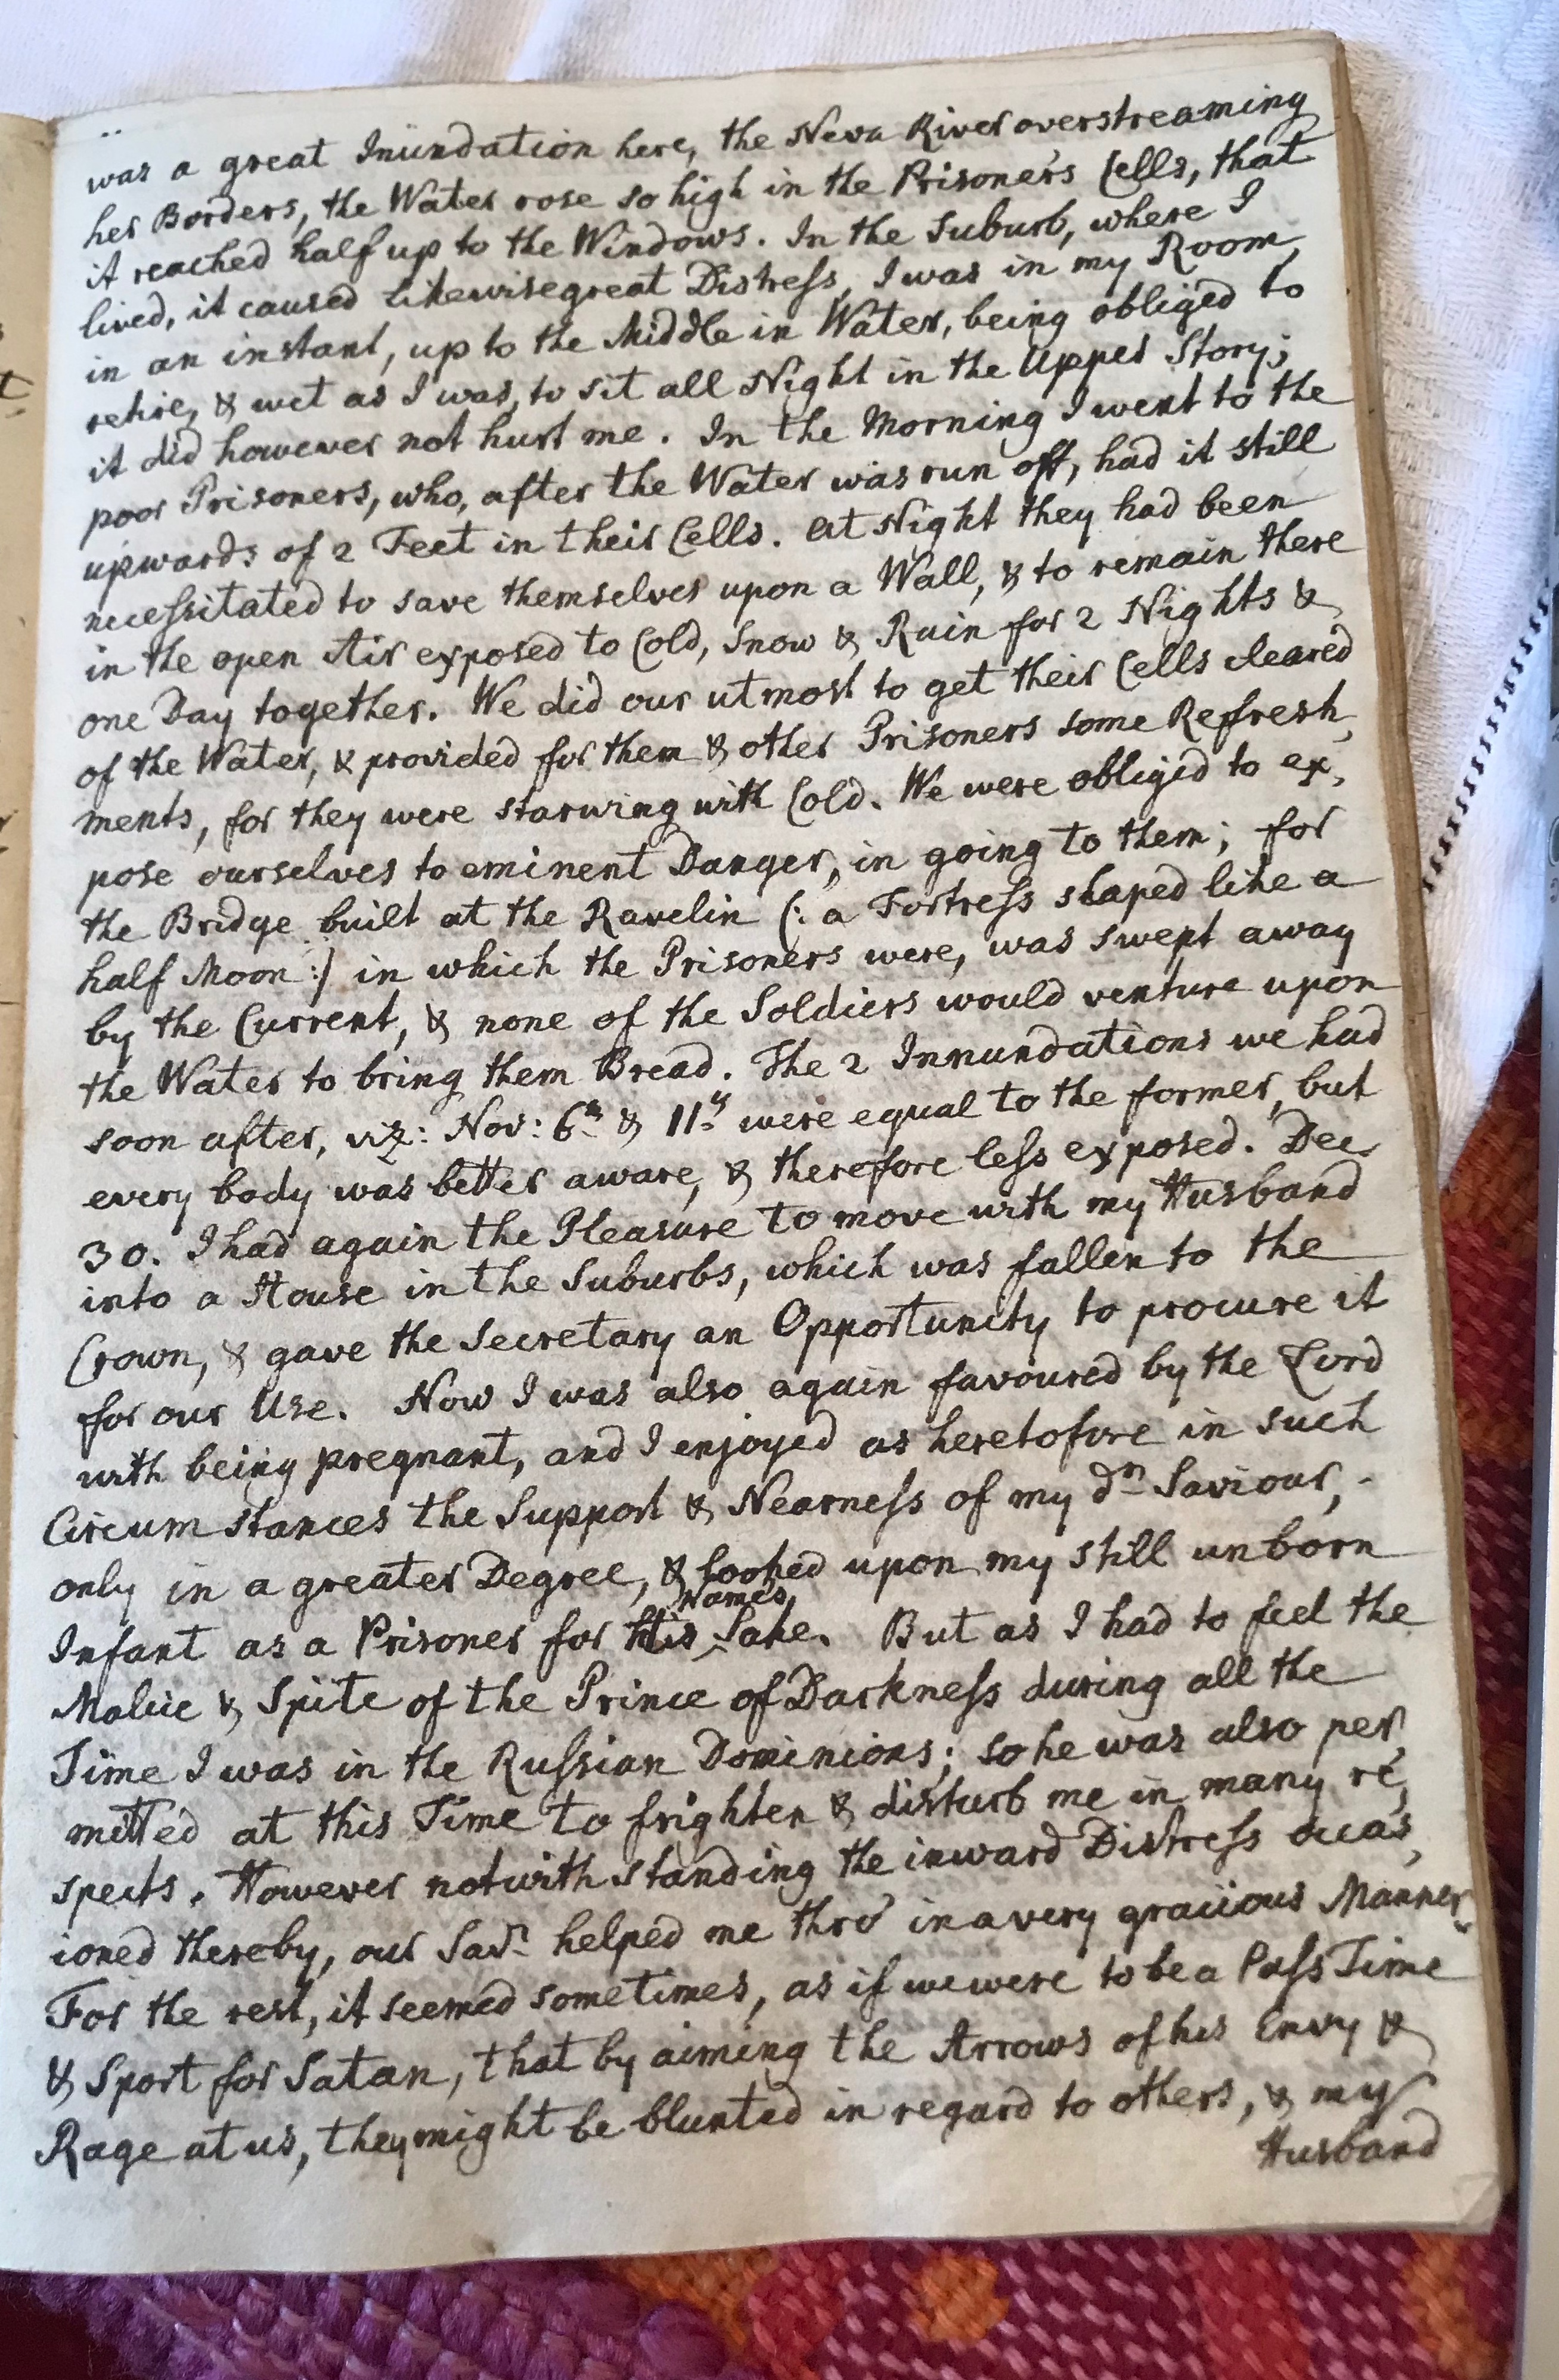 was a great Inundation here, the Neva River overstreaming
her Borders, the Water rose so high in the Prisoners Cells, that
it reached half up to the Windows. In the Suburb, where I
lived, it caused likewise great Distress, I was in my Room,
in an instant, up to the Middle in Water, being obliged to
retire, & wet as I was, to sit all Night in the Upper Story;
it did however not hurt me. In the Morning I went to the
poor Prisoners, who, after the Water was run off, had it still
upwards of 2 Feet in their Cells. At Night they had been
necessitated to save themselves upon a Wall, & to remain there
in the open Air exposed to Cold, Snow & Rain for 2 Nights &
one Day together. We did our utmost to get their Cells cleared
of the Water, & provided for them & other Prisoners some Refresh,
ments, for they were starwing with Cold. We were obliged to ex,
pose ourselves to eminent Danger, in going to them; for
the Bridge built at the Ravelin (: a Fortress shaped like a
half Moon :) in which the Prisoners were, was swept away
by the Current, & none of the Soldiers would venture upon
the Water to bring them Bread. The 2 Innundations we had
soon after, viz: Nov: 6th & 11th were equal to the former, but
every body was better aware, & therefore less exposed. Dec.
30. I had again the Pleasure to move with my Husband
into a House in the Suburbs, which was fallen to the
Crown, & gave the Secretary an Opportunity to procure it
for our Use. Now I was also again favoured by the Lord
with being pregnant, and I enjoyed as heretofore in such
Circumstances the Support & Nearness of my dr Saviour, -
only in a greater Degree, & looked upon my still unborn
Infant as a Prisoner for His Name's Sake. But as I had to feel the
Malice & Spite of the Prince of Darkness during all the
Time I was in the Russian Dominions; so he was also per,
mitted at this Time to frighten & disturb me in many re,
spects. However notwithstanding the inward Distress occas,
ioned thereby, our Savr helped me thro' in a very gracious Manner.
For the rest, it seemed sometimes, as if we were to be a Pass Time
& Sport for Satan, that by aiming the Arrows of his Envy &
Rage at us, they might be blunted in regard to others, & my
Husband